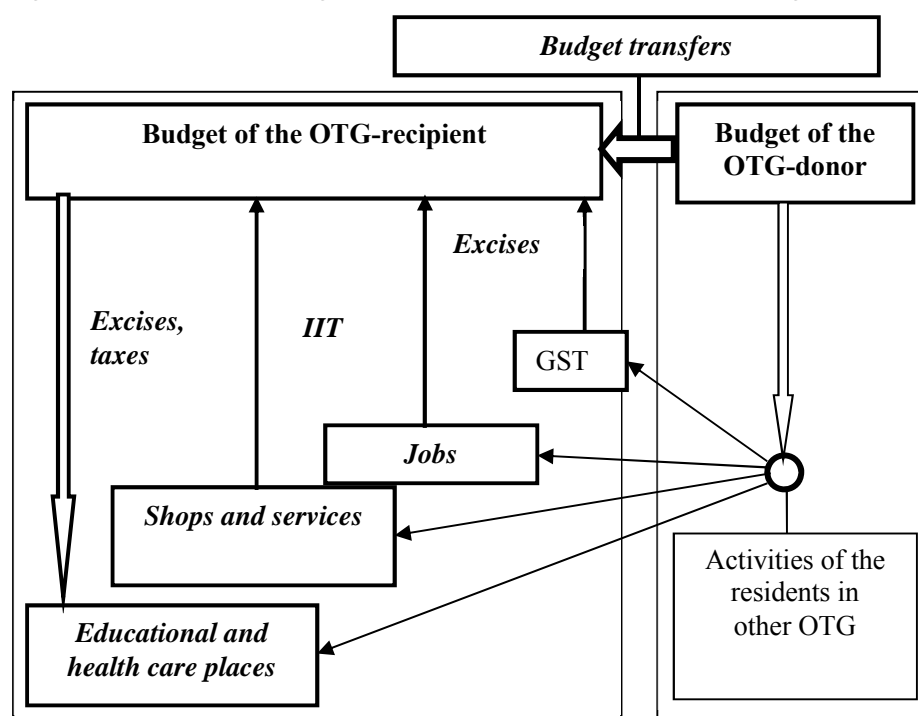 Budget transfers
Budget of the OTG-recipient
Budget of the
OTG-donor
Excises
Excises,
taxes
IIT
GST
Jobs
Shops and services
Activities of the
residents in
other OTG
Educational and
health care places